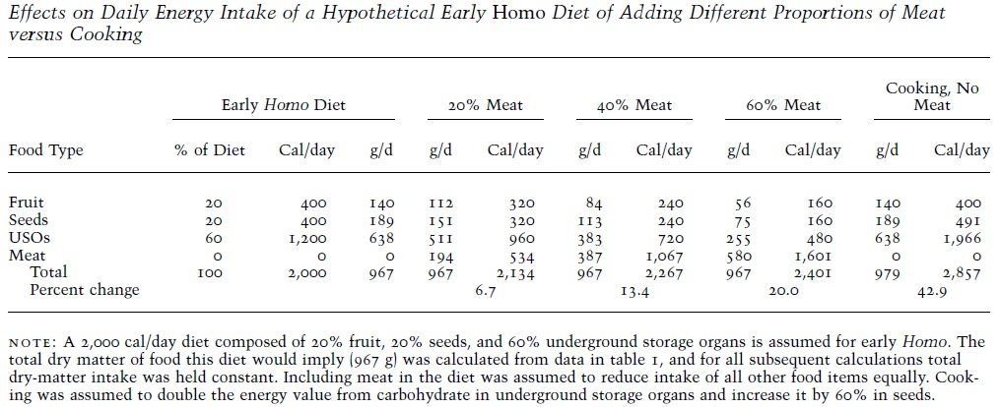 Effects on Daily Energy Intake of a Hypothetical Early Homo Diet of Adding Different Proportions of Meat
versus Cooking
Early Homo Diet 20% Meat 40% Meat 60% Meat Cooking, No Meat
Food Type % of Diet Cal/day g/d g/d Cal/day g/d Cal/day g/d Cal/day g/d Cal/day
Fruit 20 400 140 112 320 84 240 56 160 140 400
Seeds 20 400 189 151 320 113 240 75 160 189 491
USOs 60 1,200 638 511 960 383 720 255 480 638 1,966
Meat 0 0 0 194 534 387 1,067 580 1,601 0 0
Total 100 2,000 967 967 2,134 967 2,267 967 2,401 979 2,857
Percent change 6.7 13.4 20.0 42.9
NOTE: A 2,000 cal/day diet composed of 20% fruit, 20% seeds, and 60% underground storage organs is assumed for early Homo. The
total dry matter of food this diet would imply (967 g) was calculated from data in table 1, and for all subsequent calculations total
dry-matter intake was held constant. Including meat in the diet was assumed to reduce intake of all other food items equally. Cook-
ing was assumed to double the energy value from carbohydrate in underground storage organs and increase it by 60% in seeds.